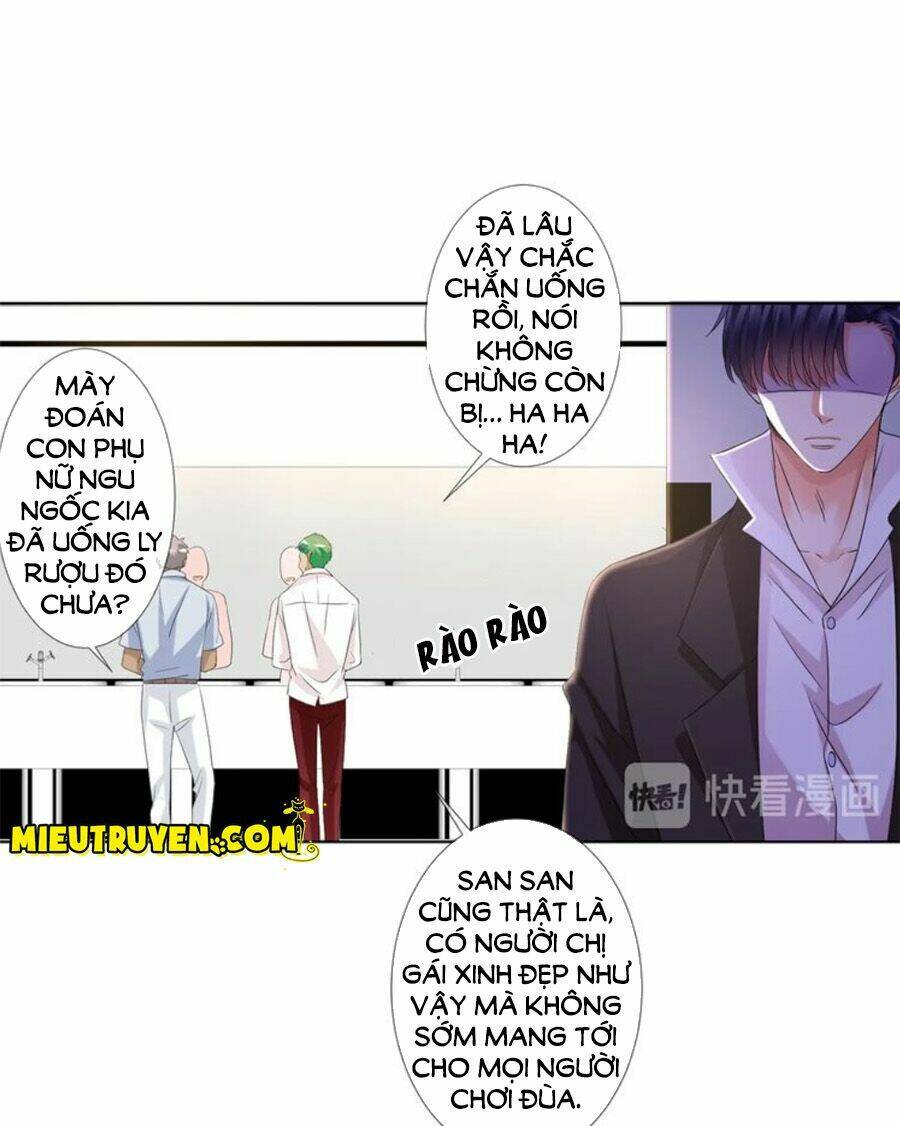 ĐÃ LÂU
VẬY CHẮC
CHẮN UỐNG
RỒI, NÓI
KHÔNG
CHỪNG CÒN
BỊ... HA HA
HA!
MÀY
ĐOÁN
CON PHỤ
NỮ NGU
NGỐC KIA
ĐÃ UỐNG LY
RƯỢU ĐÓ
CHƯA?
RÀO RÀO
快看! 快看漫画
MIEUTRUYEN.COM
SAN SAN
CŨNG THẬT LÀ,
CÓ NGƯỜI CHỊ
GÁI XINH ĐẸP NHƯ
VẬY MÀ KHÔNG
SỚM MANG TỚI
CHO MỌI NGƯỜI
CHƠI ĐÙA.